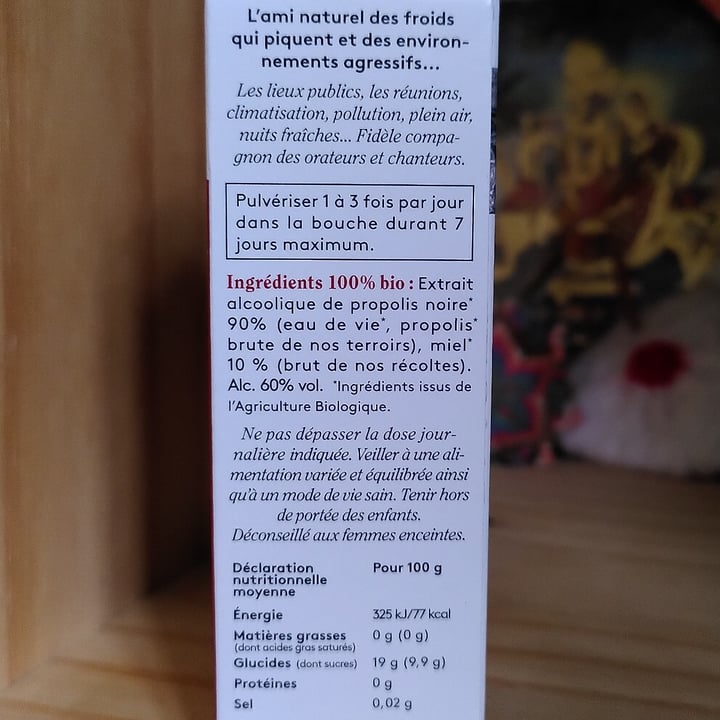 L'ami naturel des froids
qui piquent et des environ-
nements agressifs...
Les lieux publics, les réunions,
climatisation, pollution, plein air,
nuits fraîches... Fidèle compa-
gnon des orateurs et chanteurs.
Pulvériser 1 à 3 fois par jour
dans la bouche durant 7
jours maximum.
Ingrédients 100% bio : Extrait
alcoolique de propolis noire*
90% (eau de vie*, propolis*
brute de nos terroirs), miel*
10 % (brut de nos récoltes).
Alc. 60% vol. *Ingrédients issus de
l'Agriculture Biologique.
Ne pas dépasser la dose jour-
nalière indiquée. Veiller à une ali-
mentation variée et équilibrée ainsi
qu'à un mode de vie sain. Tenir hors
de portée des enfants.
Déconseillé aux femmes enceintes.
Déclaration Pour 100 g
nutritionnelle
moyenne
Énergie 325 kJ/77 kcal
Matières grasses 0 g (0 g)
(dont acides gras saturés)
Glucides (dont sucres) 19 g (9,9 g)
Protéines 0 g
Sel 0,02 g